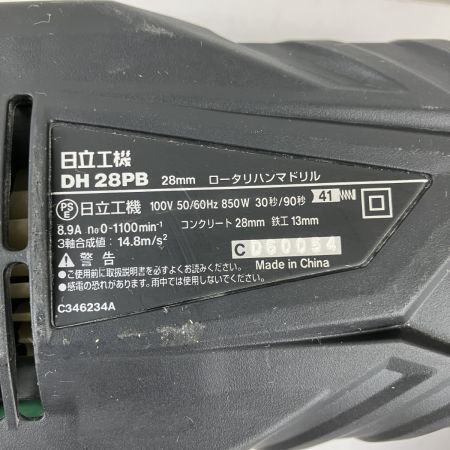 日立工機
DH 28PB 28mm ロータリハンマドリル
PS E 日立工機 100V 50/60Hz 850W 30秒/90秒 41
8.9A n₀0-1100min⁻¹ コンクリート 28mm 鉄工 13mm
3軸合成値: 14.8m/s²
警告
●ご使用前に取扱説明書を必ずよくお読みください。
●感電の恐れがあります。雨中では使用しないでください。
C
Made in China
C346234A